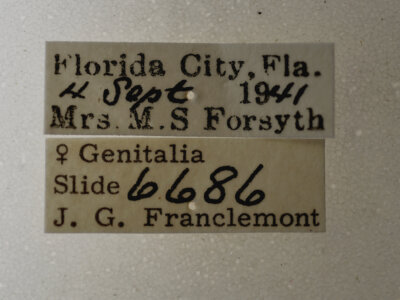 Florida City, Fla.
4 Sept 1941
Mrs. M.S Forsyth
♀ Genitalia
Slide 6686
J. G. Franclemont